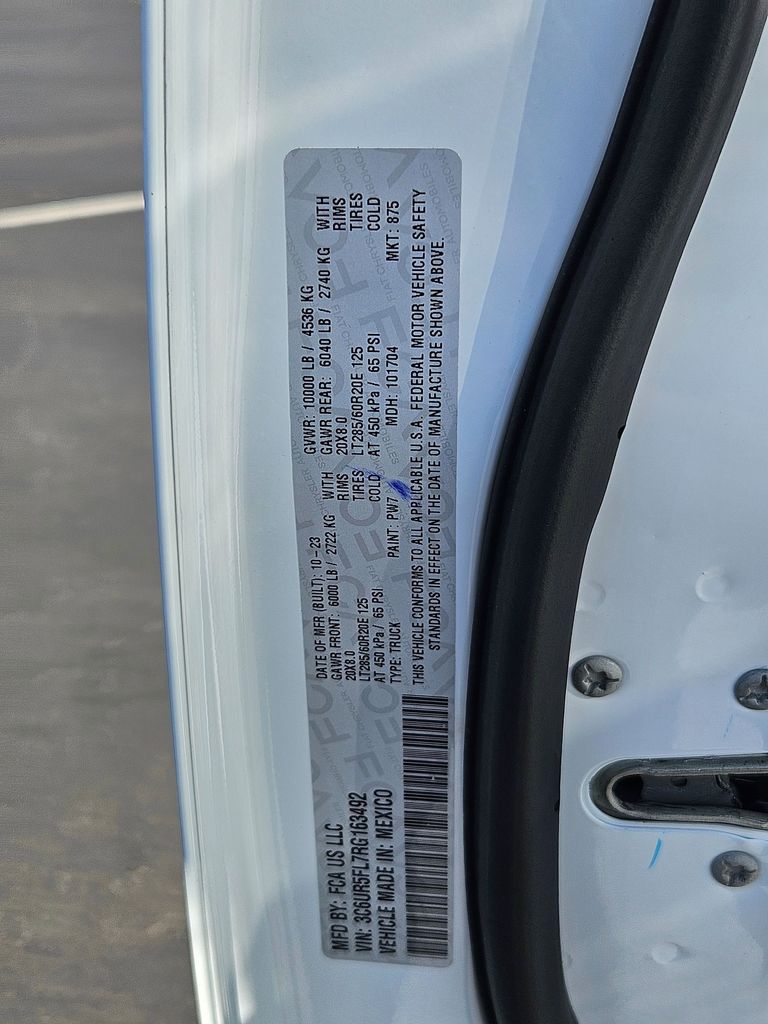 MFD BY: FCA US LLC
VIN: 3C6UR5FL7RG163492
VEHICLE MADE IN: MEXICO
DATE OF MFR (BUILT): 10-23 GVWR: 10000 LB / 4536 KG
GAWR FRONT: 6000 LB / 2722 KG WITH GAWR REAR: 6040 LB / 2740 KG WITH
20X8.0 RIMS 20X8.0 RIMS
LT285/60R20E 125 TIRES LT285/60R20E 125 TIRES
AT 450 kPa / 65 PSI COLD AT 450 kPa / 65 PSI COLD
TYPE: TRUCK PAINT: PW7 MDH: 101704 MKT: 875
THIS VEHICLE CONFORMS TO ALL APPLICABLE U.S.A. FEDERAL MOTOR VEHICLE SAFETY
STANDARDS IN EFFECT ON THE DATE OF MANUFACTURE SHOWN ABOVE.